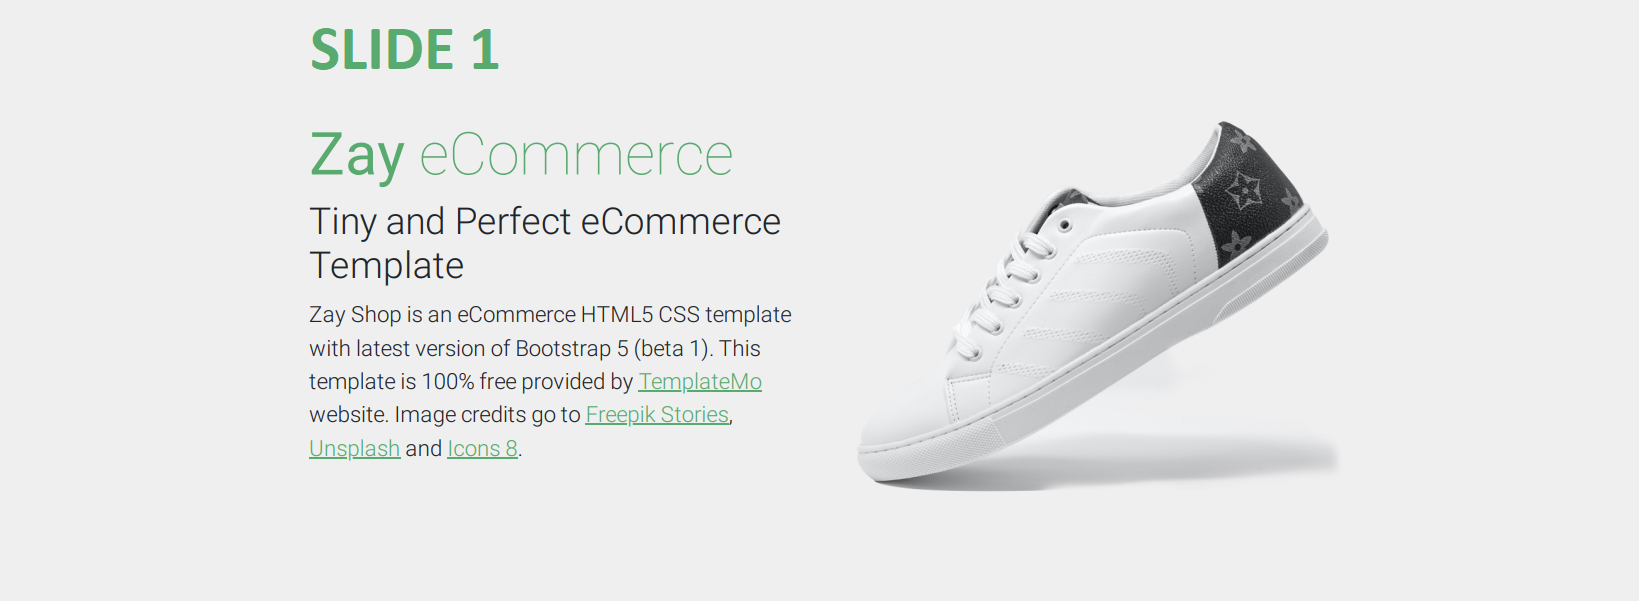 SLIDE 1
Zay eCommerce
Tiny and Perfect eCommerce
Template
Zay Shop is an eCommerce HTML5 CSS template
with latest version of Bootstrap 5 (beta 1). This
template is 100% free provided by TemplateMo
website. Image credits go to Freepik Stories,
Unsplash and Icons 8.